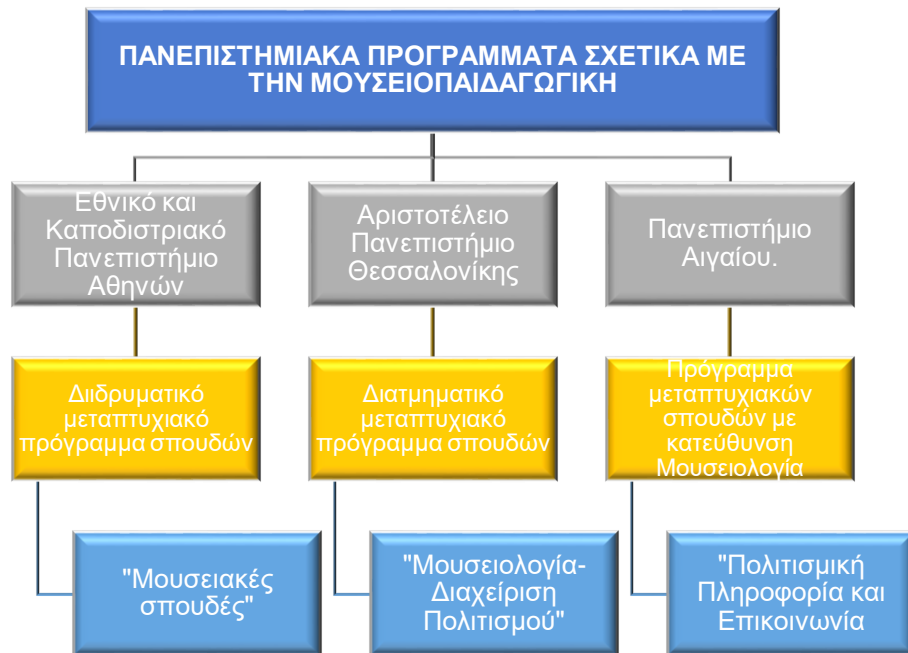 ΠΑΝΕΠΙΣΤΗΜΙΑΚΑ ΠΡΟΓΡΑΜΜΑΤΑ ΣΧΕΤΙΚΑ ΜΕ
ΤΗΝ ΜΟΥΣΕΙΟΠΑΙΔΑΓΩΓΙΚΗ
Εθνικό και
Καποδιστριακό
Πανεπιστήμιο
Αθηνών
Αριστοτέλειο
Πανεπιστήμιο
Θεσσαλονίκης
Πανεπιστήμιο
Αιγαίου.
Διιδρυματικό
μεταπτυχιακό
πρόγραμμα σπουδών
Διατμηματικό
μεταπτυχιακό
πρόγραμμα σπουδών
Πρόγραμμα
μεταπτυχιακών
σπουδών με
κατεύθυνση
Μουσειολογία
"Μουσειακές
σπουδές"
"Μουσειολογία-
Διαχείριση
Πολιτισμού"
"Πολιτισμική
Πληροφορία και
Επικοινωνία